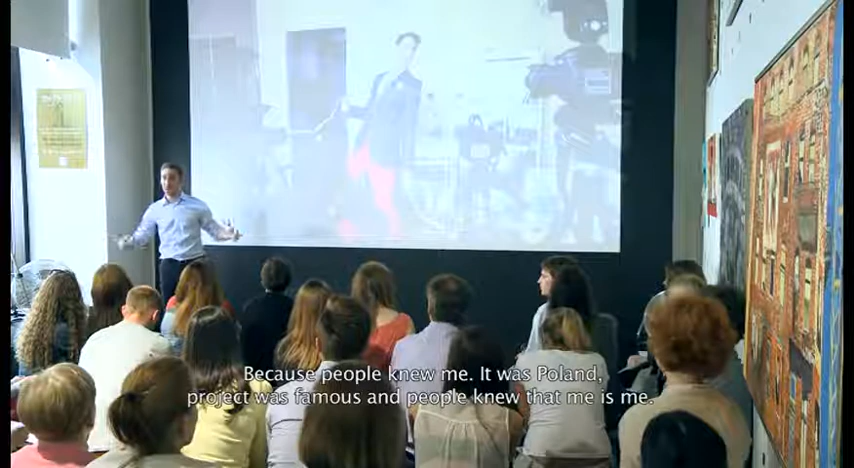 Because people knew me. It was Poland,
project was famous and people knew that me is me.